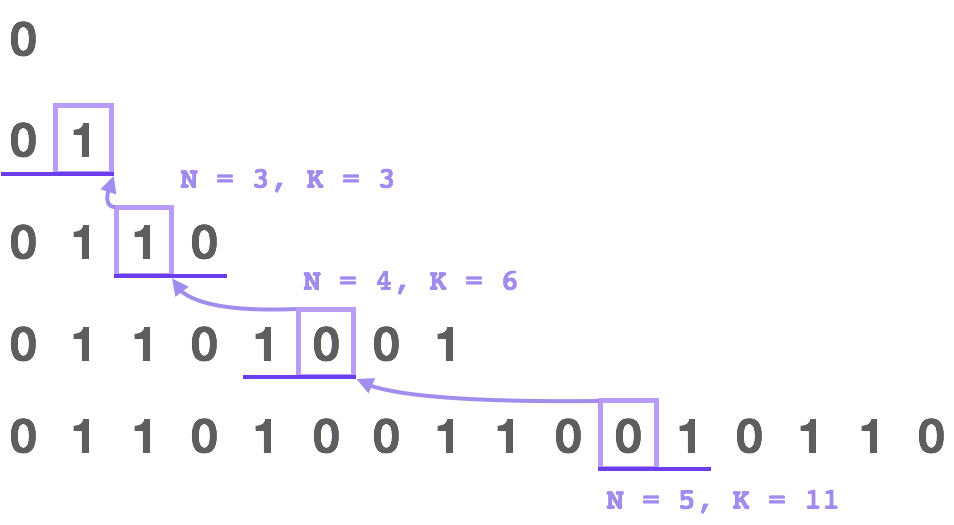 0
0 1
N = 3, K = 3
0 1 1 0
N = 4, K = 6
0 1 1 0 1 0 0 1
0 1 1 0 1 0 0 1 1 0 0 1 0 1 1 0
N = 5, K = 11